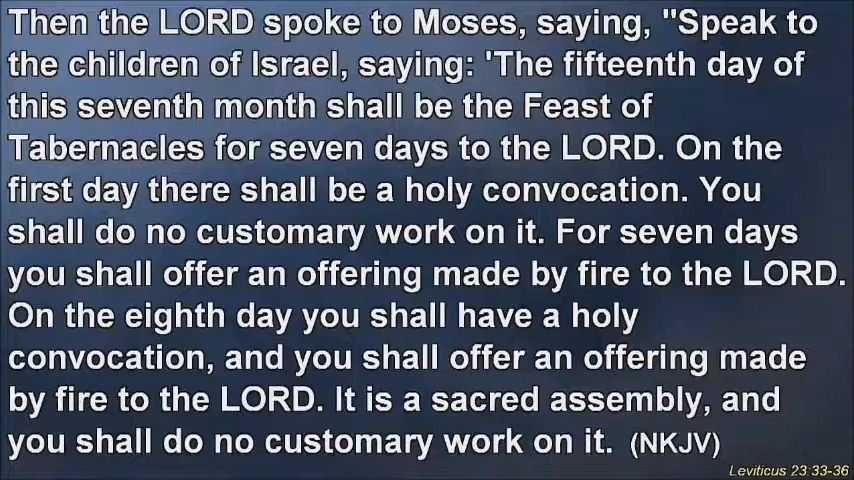 Then the LORD spoke to Moses, saying, "Speak to
the children of Israel, saying: 'The fifteenth day of
this seventh month shall be the Feast of
Tabernacles for seven days to the LORD. On the
first day there shall be a holy convocation. You
shall do no customary work on it. For seven days
you shall offer an offering made by fire to the LORD.
On the eighth day you shall have a holy
convocation, and you shall offer an offering made
by fire to the LORD. It is a sacred assembly, and
you shall do no customary work on it. (NKJV)
Leviticus 23:33-36